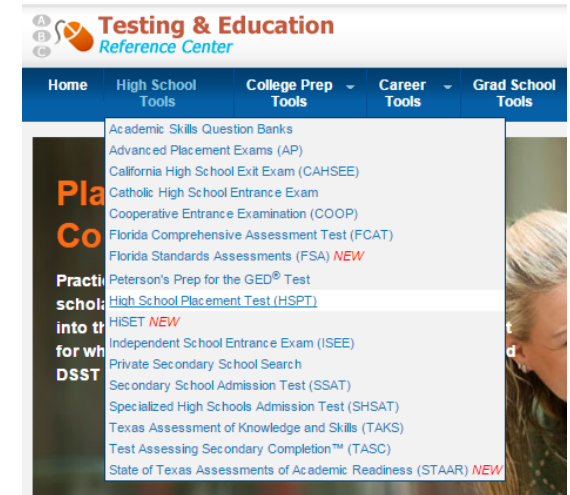 A
B
C
Testing & Education
Reference Center
Home
High School
Tools
College Prep
Tools
Career
Tools
Grad School
Tools
Academic Skills Question Banks
Advanced Placement Exams (AP)
California High School Exit Exam (CAHSEE)
Catholic High School Entrance Exam
Cooperative Entrance Examination (COOP)
Florida Comprehensive Assessment Test (FCAT)
Florida Standards Assessments (FSA) NEW
Peterson's Prep for the GED® Test
High School Placement Test (HSPT)
HiSET NEW
Independent School Entrance Exam (ISEE)
Private Secondary School Search
Secondary School Admission Test (SSAT)
Specialized High Schools Admission Test (SHSAT)
Texas Assessment of Knowledge and Skills (TAKS)
Test Assessing Secondary Completion™ (TASC)
State of Texas Assessments of Academic Readiness (STAAR) NEW
Pla
Co
Practi
schola
into th
for wh
DSST